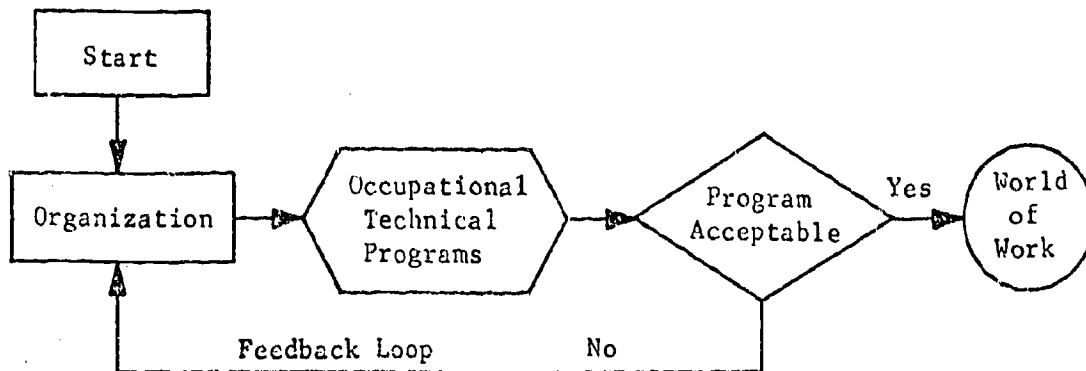 Start
Organization
Occupational
Technical
Programs
Program
Acceptable
Yes
World
of
Work
Feedback Loop
No